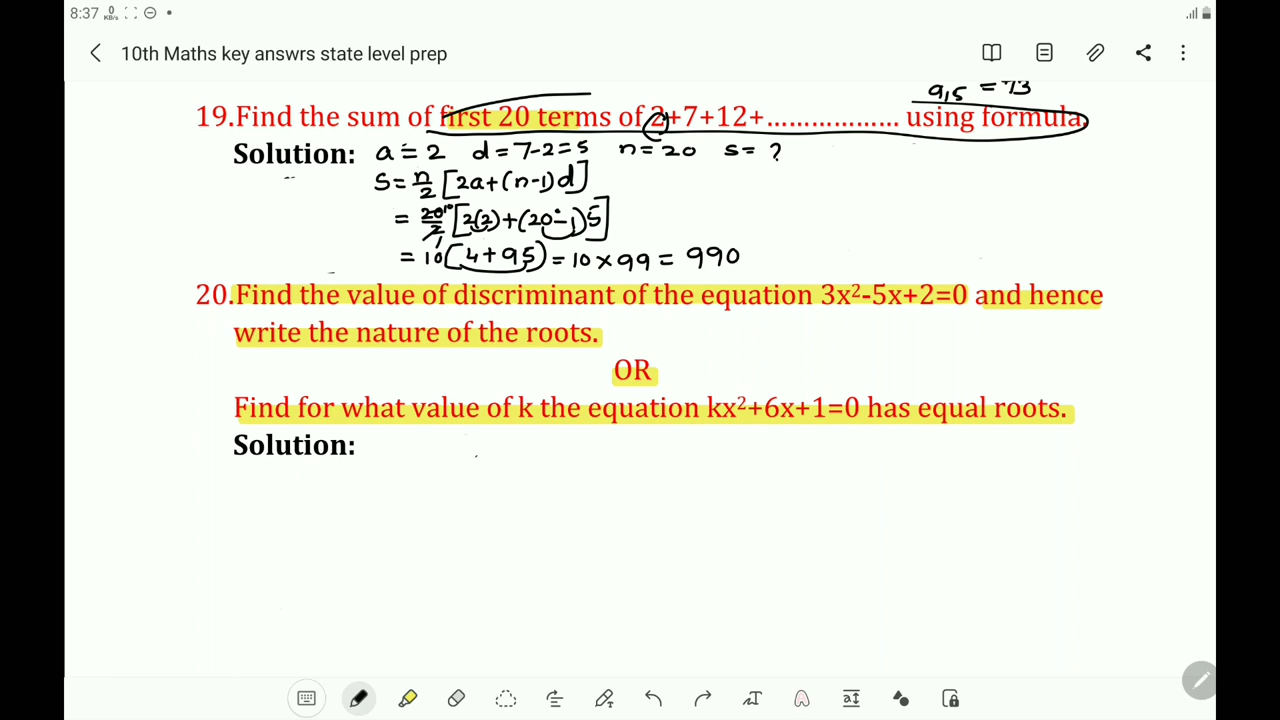 8:37 0 KB/s
10th Maths key answrs state level prep
a15 = 73
19.Find the sum of first 20 terms of 2+7+12+……………… using formula.
Solution: a = 2 d = 7-2 = 5 n = 20 s = ?
S = n/2 [2a+(n-1)d]
= 20/2 10 1 [2(2)+(20-1)5]
= 10(4+95) = 10 × 99 = 990
20.Find the value of discriminant of the equation 3x²-5x+2=0 and hence
write the nature of the roots.
OR
Find for what value of k the equation kx²+6x+1=0 has equal roots.
Solution: